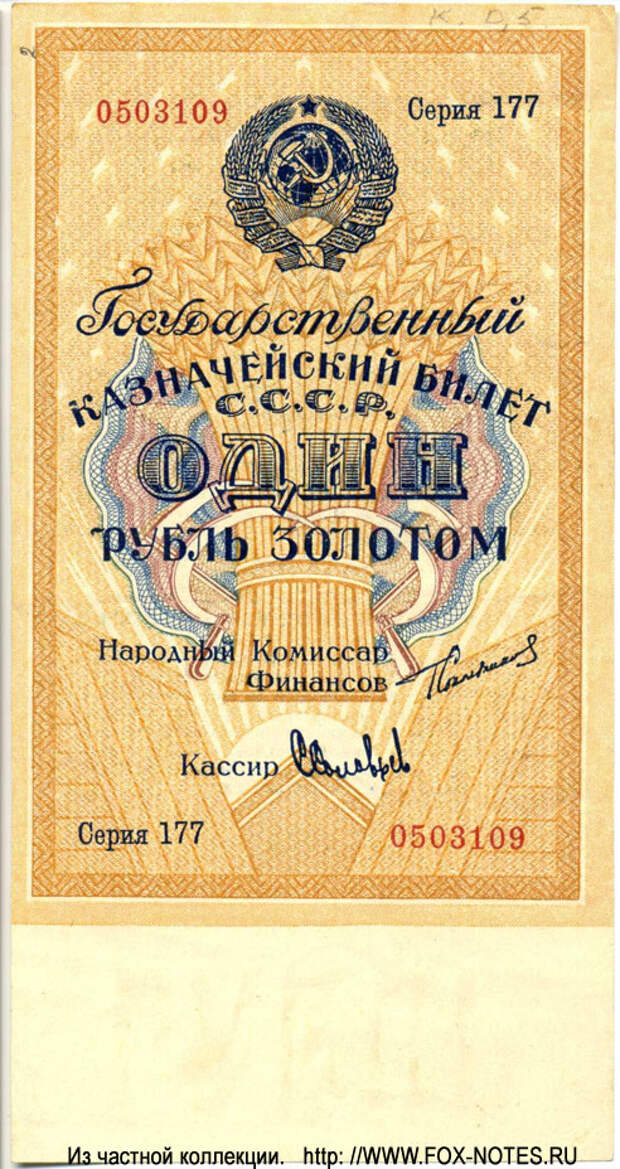 К. 0,5
0503109 Серия 177
Государственный
КАЗНАЧЕЙСКИЙ БИЛЕТ
С.С.С.Р.
ОДИН
РУБЛЬ ЗОЛОТОМ
Народный Комиссар
Финансов
Кассир
Серия 177 0503109
Из частной коллекции. http: //WWW.FOX-NOTES.RU